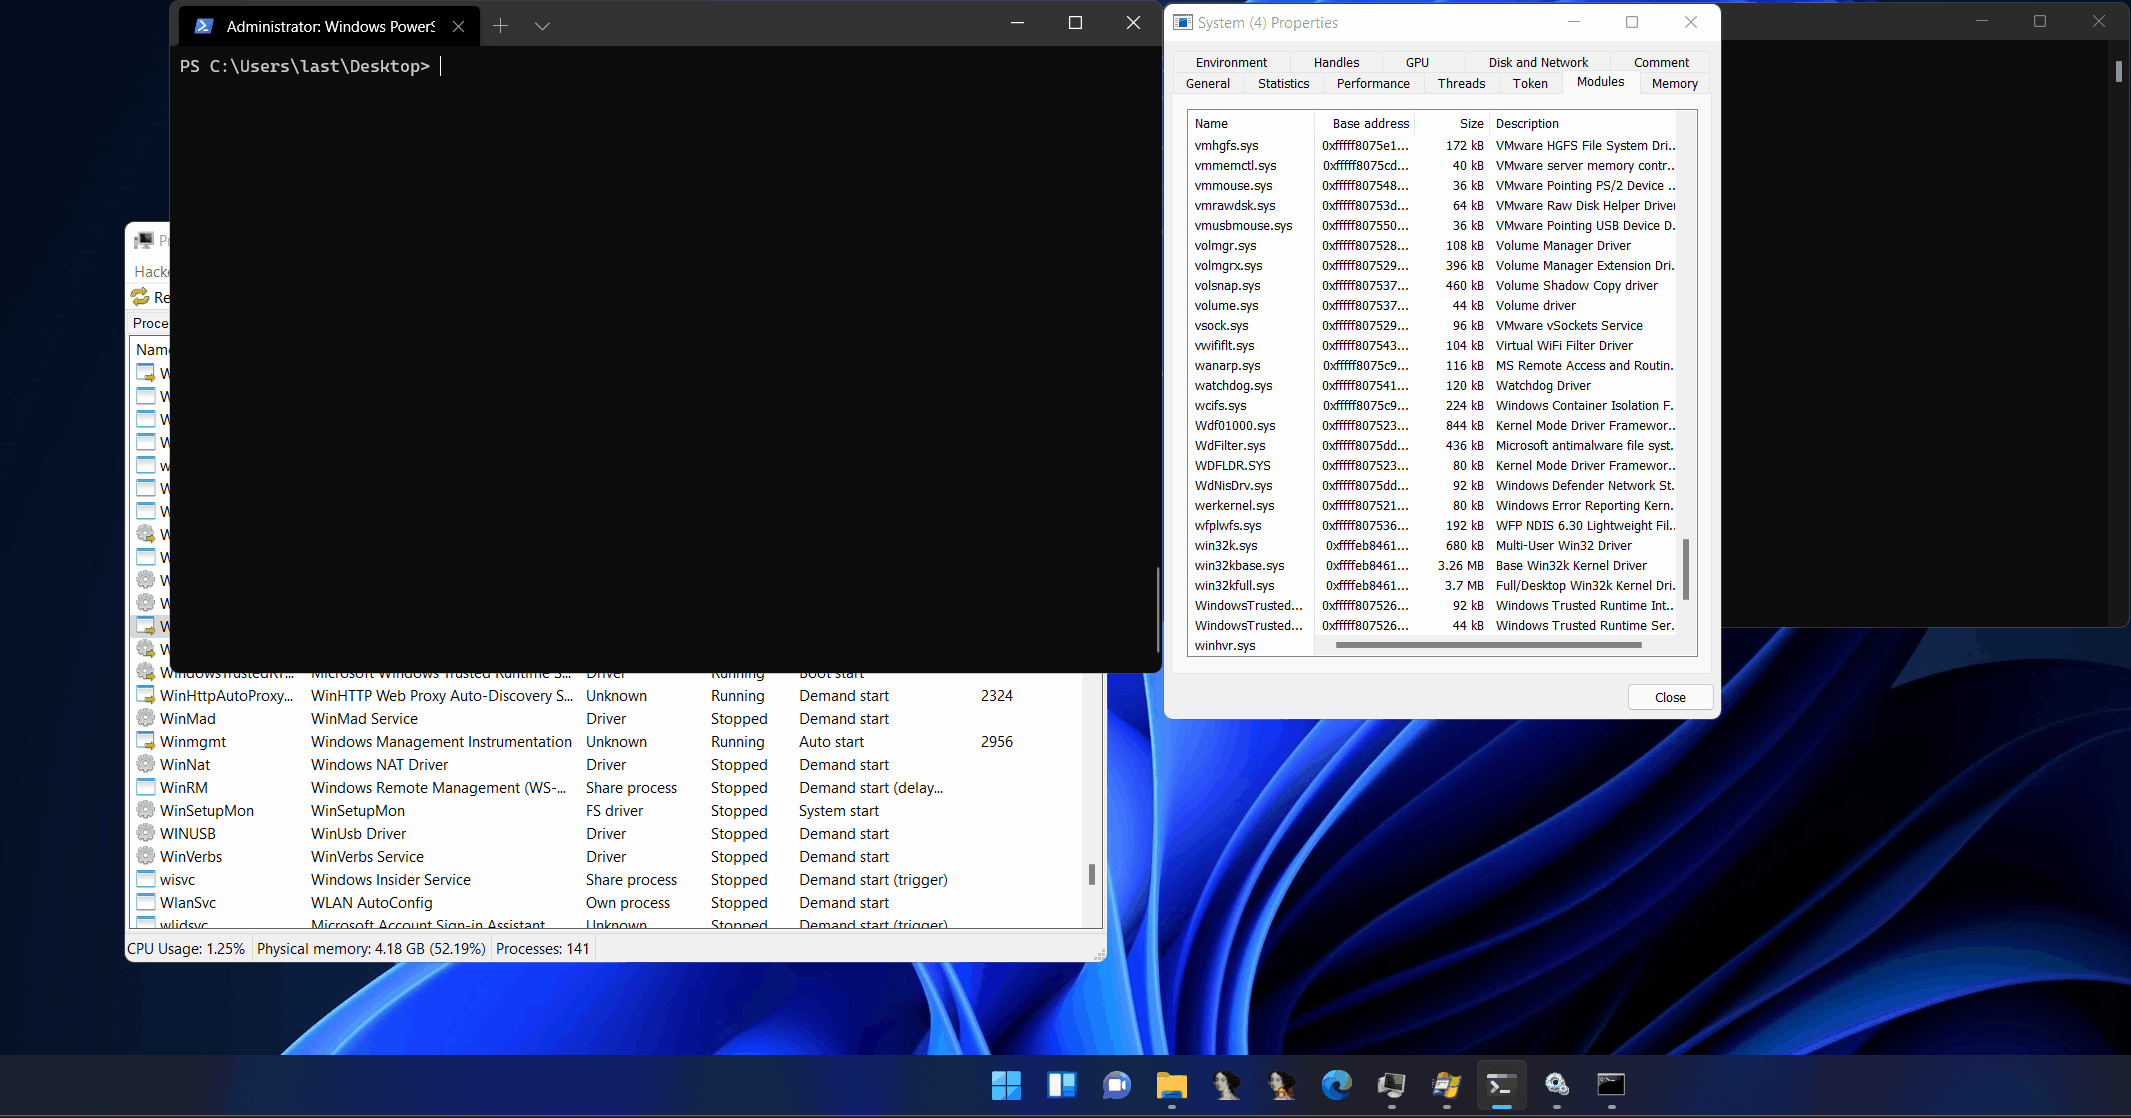 Administrator: Windows PowerS
PS C:\Users\last\Desktop>
Hacke
Re
Proce
Name
WinHttpAutoProxy... WinHTTP Web Proxy Auto-Discovery S... Unknown Running Demand start 2324
WinMad WinMad Service Driver Stopped Demand start
Winmgmt Windows Management Instrumentation Unknown Running Auto start 2956
WinNat Windows NAT Driver Driver Stopped Demand start
WinRM Windows Remote Management (WS-... Share process Stopped Demand start (delay...
WinSetupMon WinSetupMon FS driver Stopped System start
WINUSB WinUsb Driver Driver Stopped Demand start
WinVerbs WinVerbs Service Driver Stopped Demand start
wisvc Windows Insider Service Share process Stopped Demand start (trigger)
WlanSvc WLAN AutoConfig Own process Stopped Demand start
wlidsvc Microsoft Account Sign-in Assistant Unknown Stopped Demand start (trigger)
CPU Usage: 1.25% Physical memory: 4.18 GB (52.19%) Processes: 141
System (4) Properties
Environment Handles GPU Disk and Network Comment
General Statistics Performance Threads Token Modules Memory
Name Base address Size Description
vmhgfs.sys 0xfffff8075e1... 172 kB VMware HGFS File System Dri..
vmmemctl.sys 0xfffff8075cd... 40 kB VMware server memory contr..
vmmouse.sys 0xfffff807548... 36 kB VMware Pointing PS/2 Device ..
vmrawdsk.sys 0xfffff80753d... 64 kB VMware Raw Disk Helper Driver
vmusbmouse.sys 0xfffff807550... 36 kB VMware Pointing USB Device D.
volmgr.sys 0xfffff807528... 108 kB Volume Manager Driver
volmgrx.sys 0xfffff807529... 396 kB Volume Manager Extension Dri.
volsnap.sys 0xfffff807537... 460 kB Volume Shadow Copy driver
volume.sys 0xfffff807537... 44 kB Volume driver
vsock.sys 0xfffff807529... 96 kB VMware vSockets Service
vwififlt.sys 0xfffff807543... 104 kB Virtual WiFi Filter Driver
wanarp.sys 0xfffff8075c9... 116 kB MS Remote Access and Routin.
watchdog.sys 0xfffff807541... 120 kB Watchdog Driver
wcifs.sys 0xfffff8075c9... 224 kB Windows Container Isolation F.
Wdf01000.sys 0xfffff807523... 844 kB Kernel Mode Driver Framewor..
WdFilter.sys 0xfffff8075dd... 436 kB Microsoft antimalware file syst.
WDFLDR.SYS 0xfffff807523... 80 kB Kernel Mode Driver Framewor..
WdNisDrv.sys 0xfffff8075dd... 92 kB Windows Defender Network St.
werkernel.sys 0xfffff807521... 80 kB Windows Error Reporting Kern.
wfplwfs.sys 0xfffff807536... 192 kB WFP NDIS 6.30 Lightweight Fil..
win32k.sys 0xffffeb8461... 680 kB Multi-User Win32 Driver
win32kbase.sys 0xffffeb8461... 3.26 MB Base Win32k Kernel Driver
win32kfull.sys 0xffffeb8461... 3.7 MB Full/Desktop Win32k Kernel Dri.
WindowsTrusted... 0xfffff807526... 92 kB Windows Trusted Runtime Int..
WindowsTrusted... 0xfffff807526... 44 kB Windows Trusted Runtime Ser.
winhvr.sys
Close